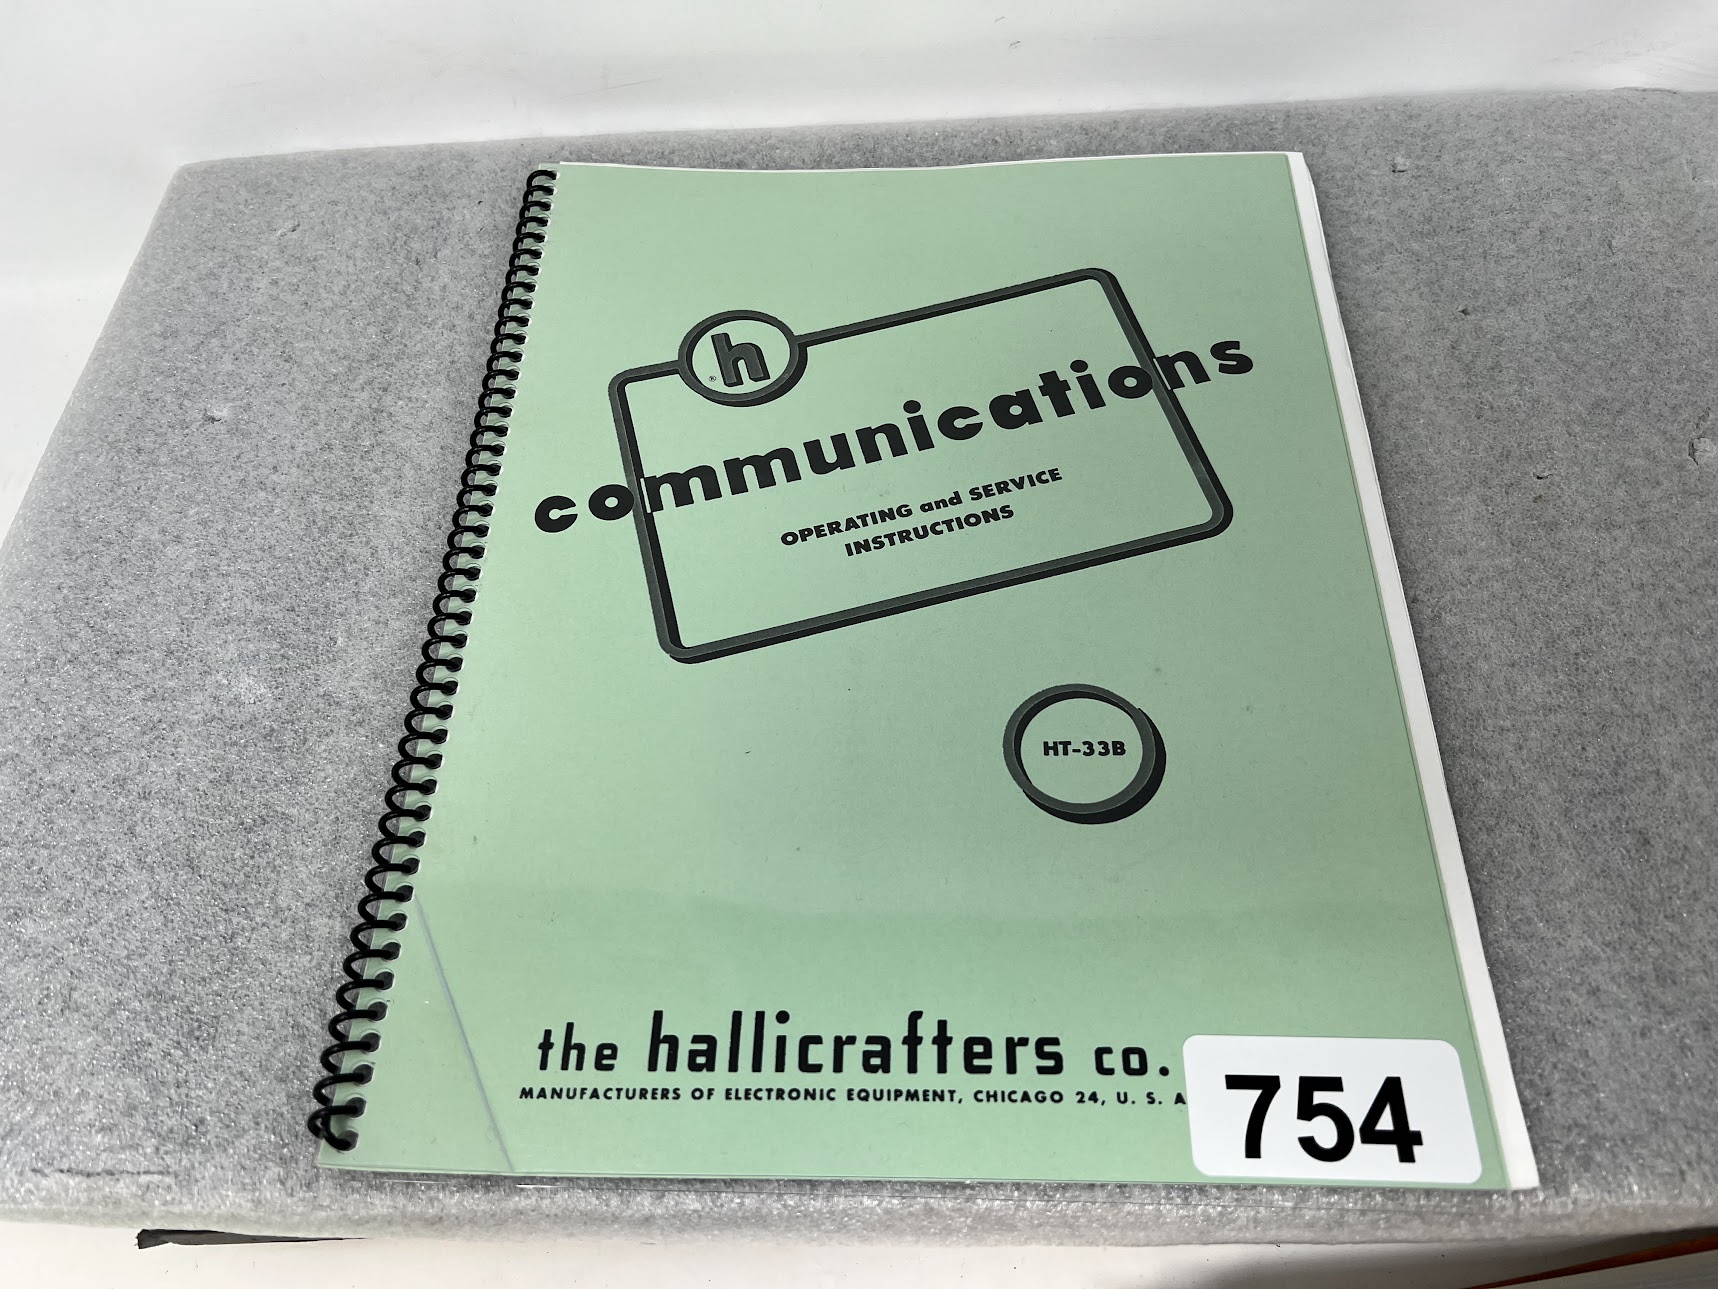 h
®
communications
OPERATING and SERVICE
INSTRUCTIONS
HT-33B
the hallicrafters co.
MANUFACTURERS OF ELECTRONIC EQUIPMENT, CHICAGO 24, U. S. A
754